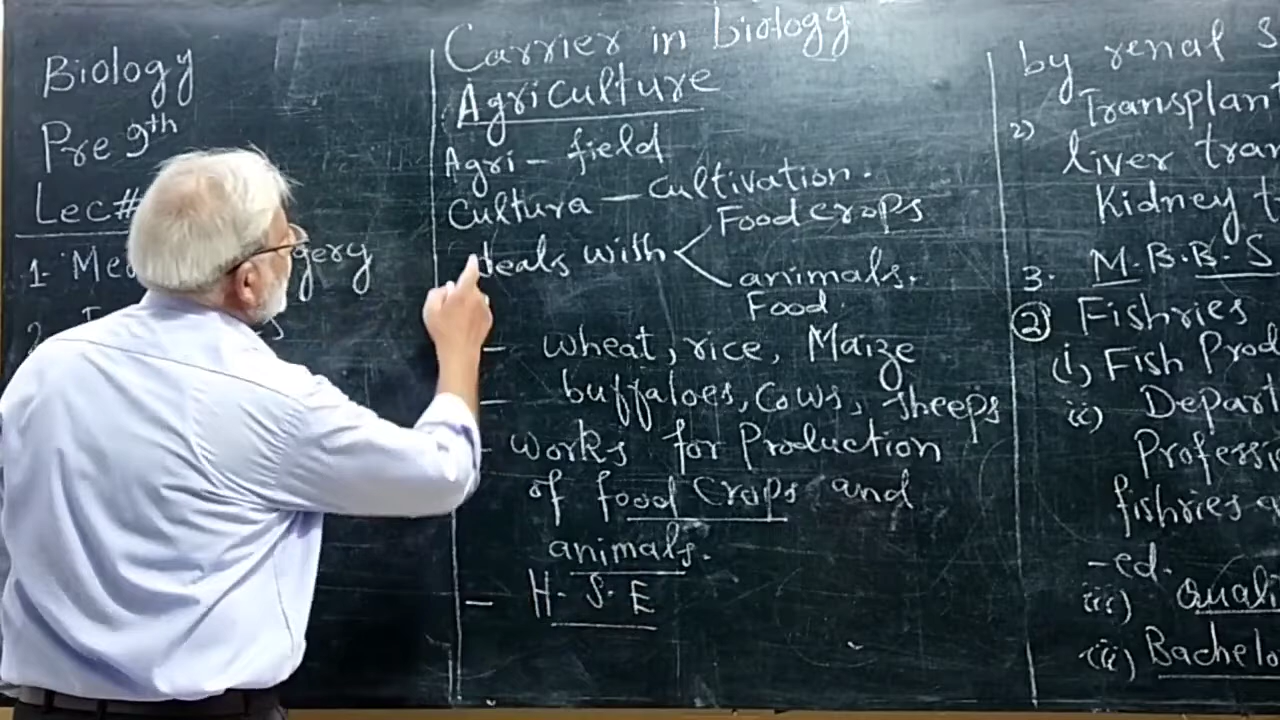 Biology
Pre 9th
Lec#
1- Me gery
2.
Carrier in biology
Agriculture
Agri - field
Cultura - Cultivation.
deals with < Food crops
animals.
Food.
- wheat, rice, Maize
- buffaloes, Cows, sheeps
- works for Production
of food Crops and
animals.
- H.S.E
by renal S
2) Transplant
liver tran
Kidney t
3. M.B.B.S
② Fishries
(i) Fish Prod
ii) Depart
Professi
fishries a
-ed.
iii) Quali
(ii) Bachelo